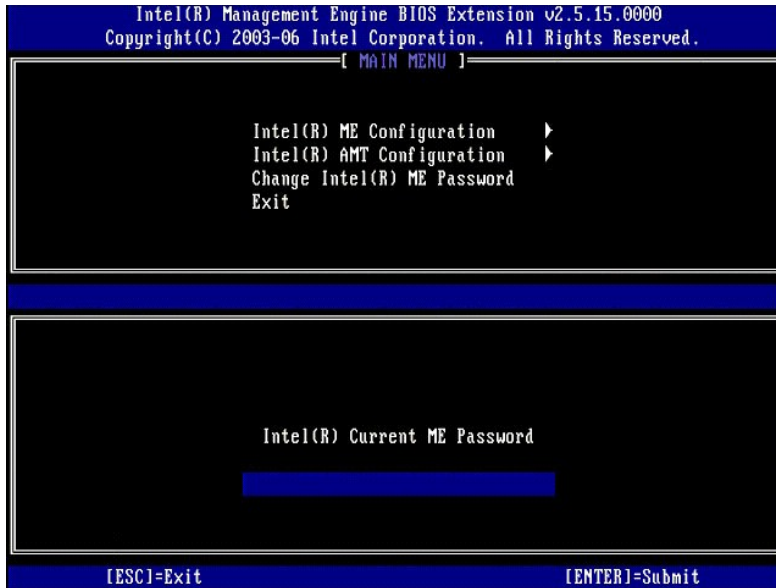 Intel(R) Management Engine BIOS Extension v2.5.15.0000
Copyright(C) 2003-06 Intel Corporation.  All Rights Reserved.
[ MAIN MENU ]
Intel(R) ME Configuration
Intel(R) AMT Configuration
Change Intel(R) ME Password
Exit
Intel(R) Current ME Password
[ESC]=Exit [ENTER]=Submit